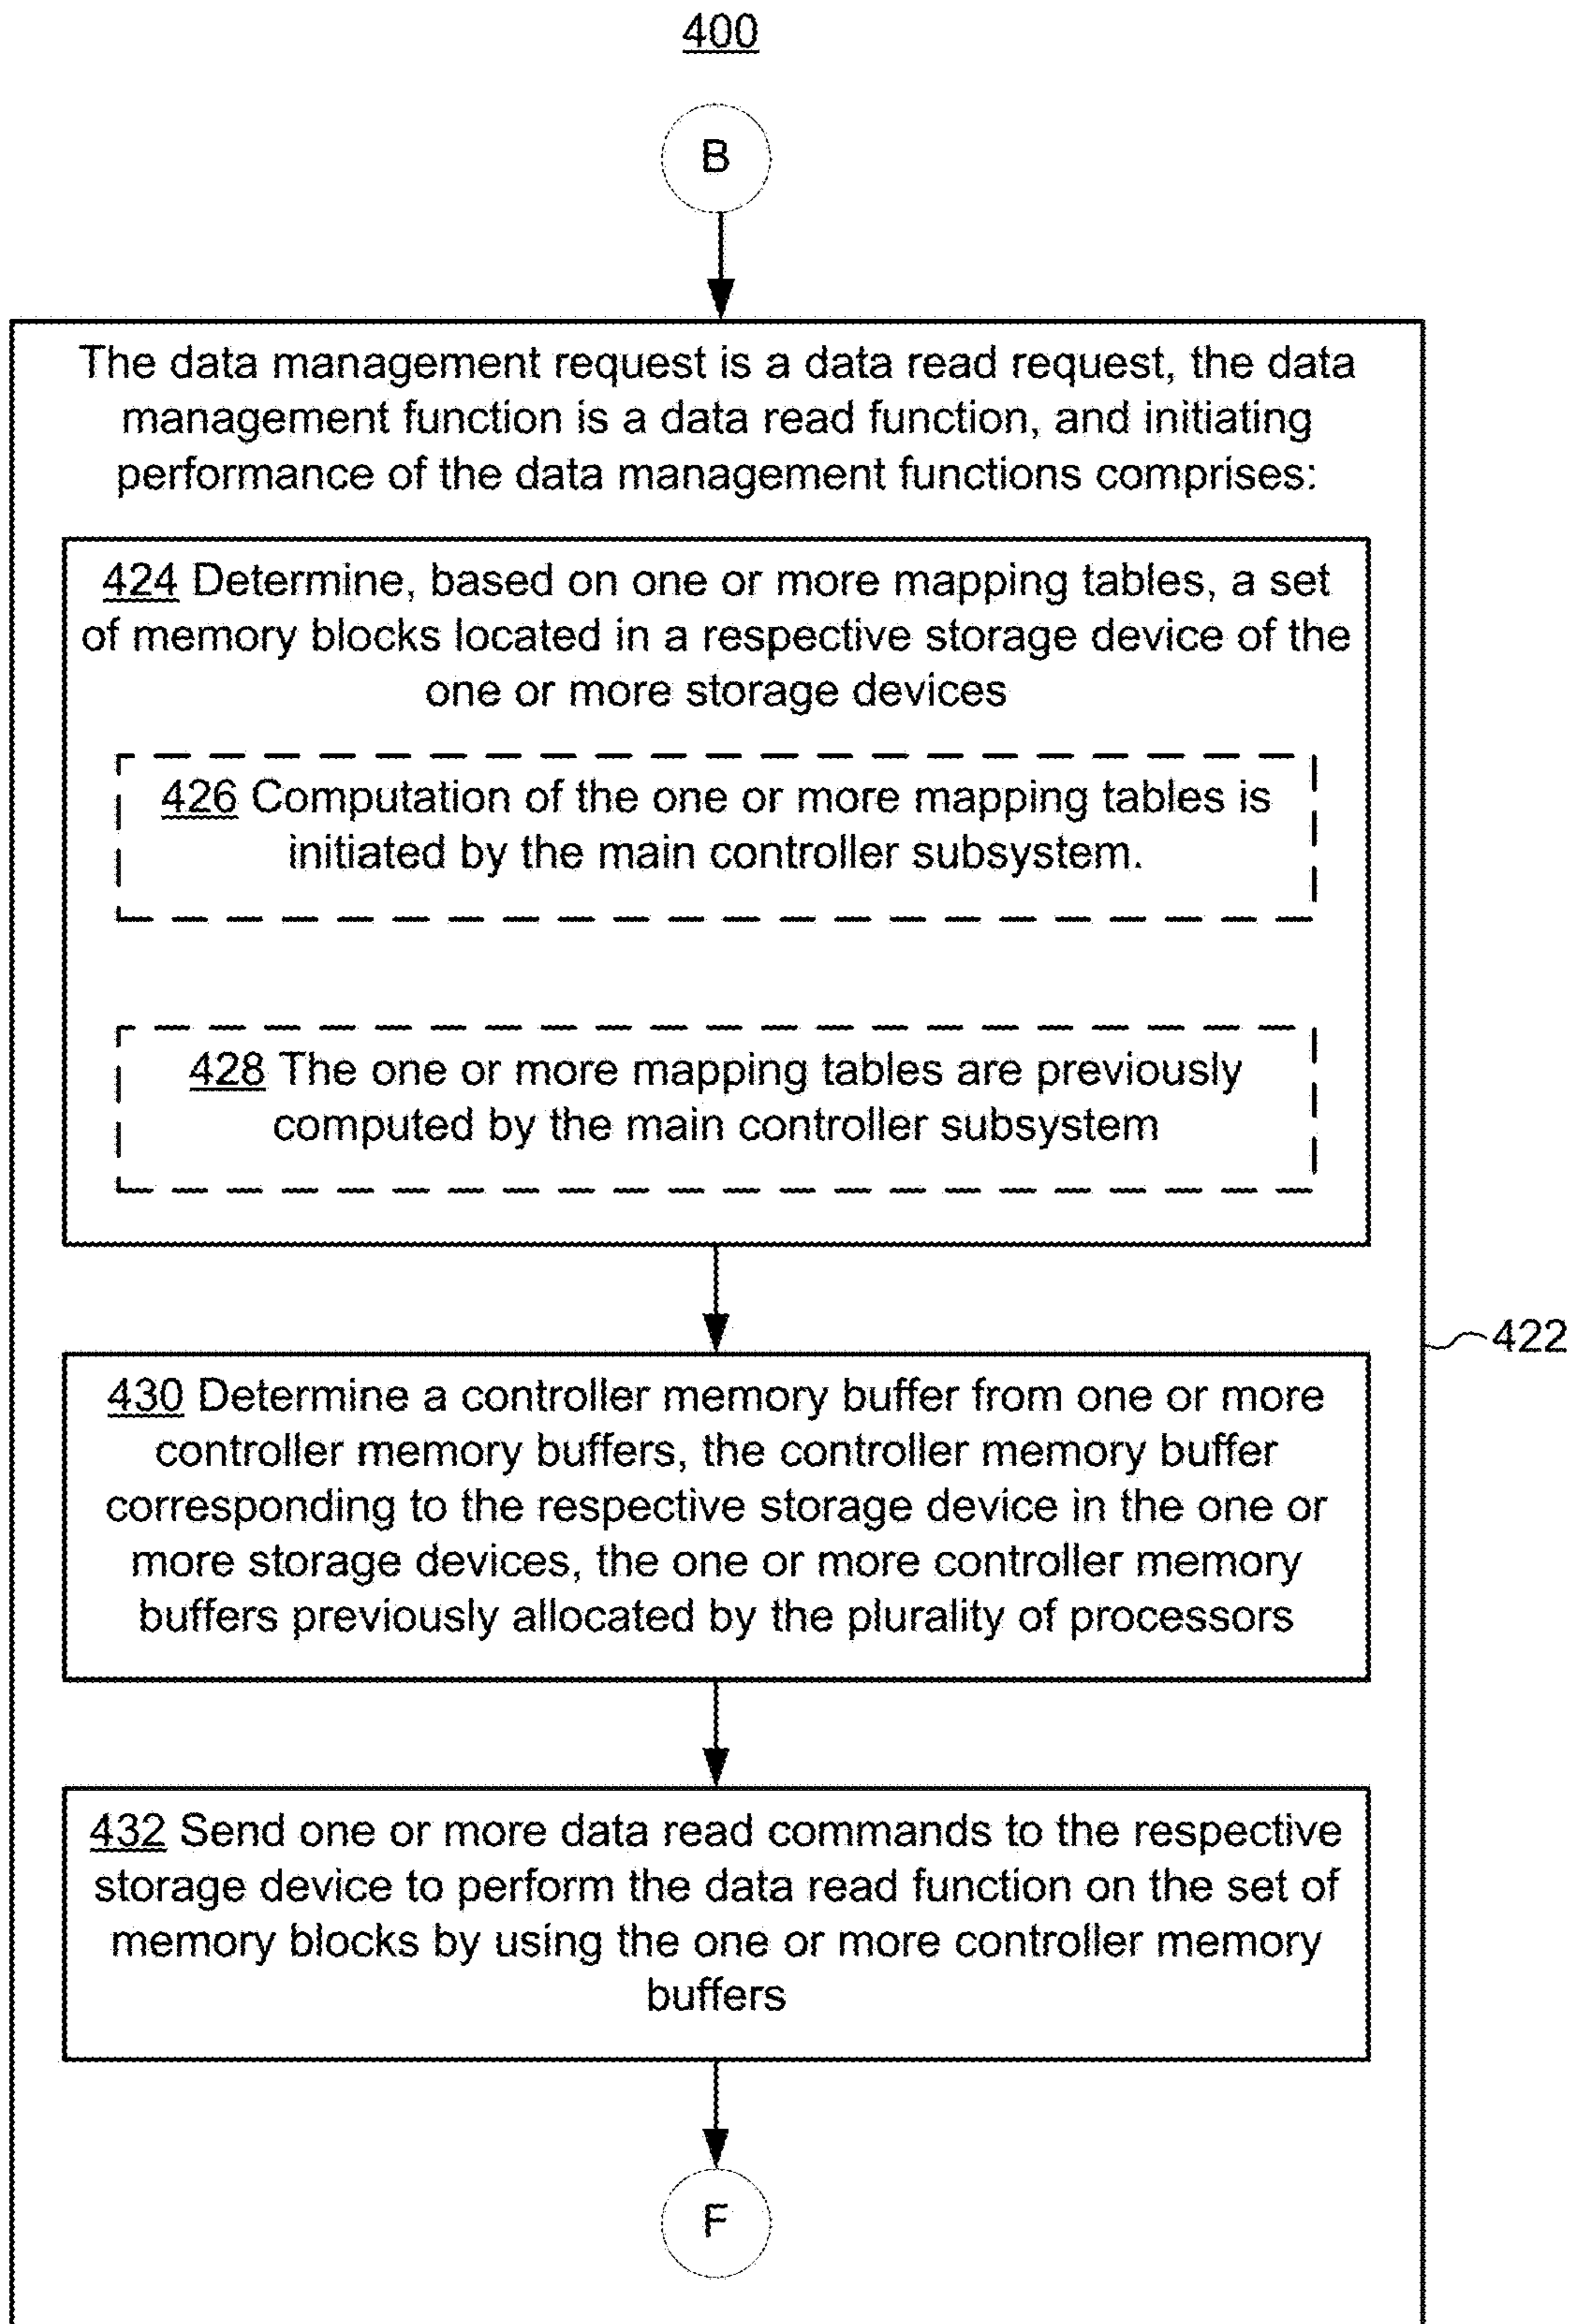 400
B
The data management request is a data read request, the data
management function is a data read function, and initiating
performance of the data management functions comprises:
424 Determine, based on one or more mapping tables, a set
of memory blocks located in a respective storage device of the
one or more storage devices
426 Computation of the one or more mapping tables is
initiated by the main controller subsystem.
428 The one or more mapping tables are previously
computed by the main controller subsystem
422
430 Determine a controller memory buffer from one or more
controller memory buffers, the controller memory buffer
corresponding to the respective storage device in the one or
more storage devices, the one or more controller memory
buffers previously allocated by the plurality of processors
432 Send one or more data read commands to the respective
storage device to perform the data read function on the set of
memory blocks by using the one or more controller memory
buffers
F